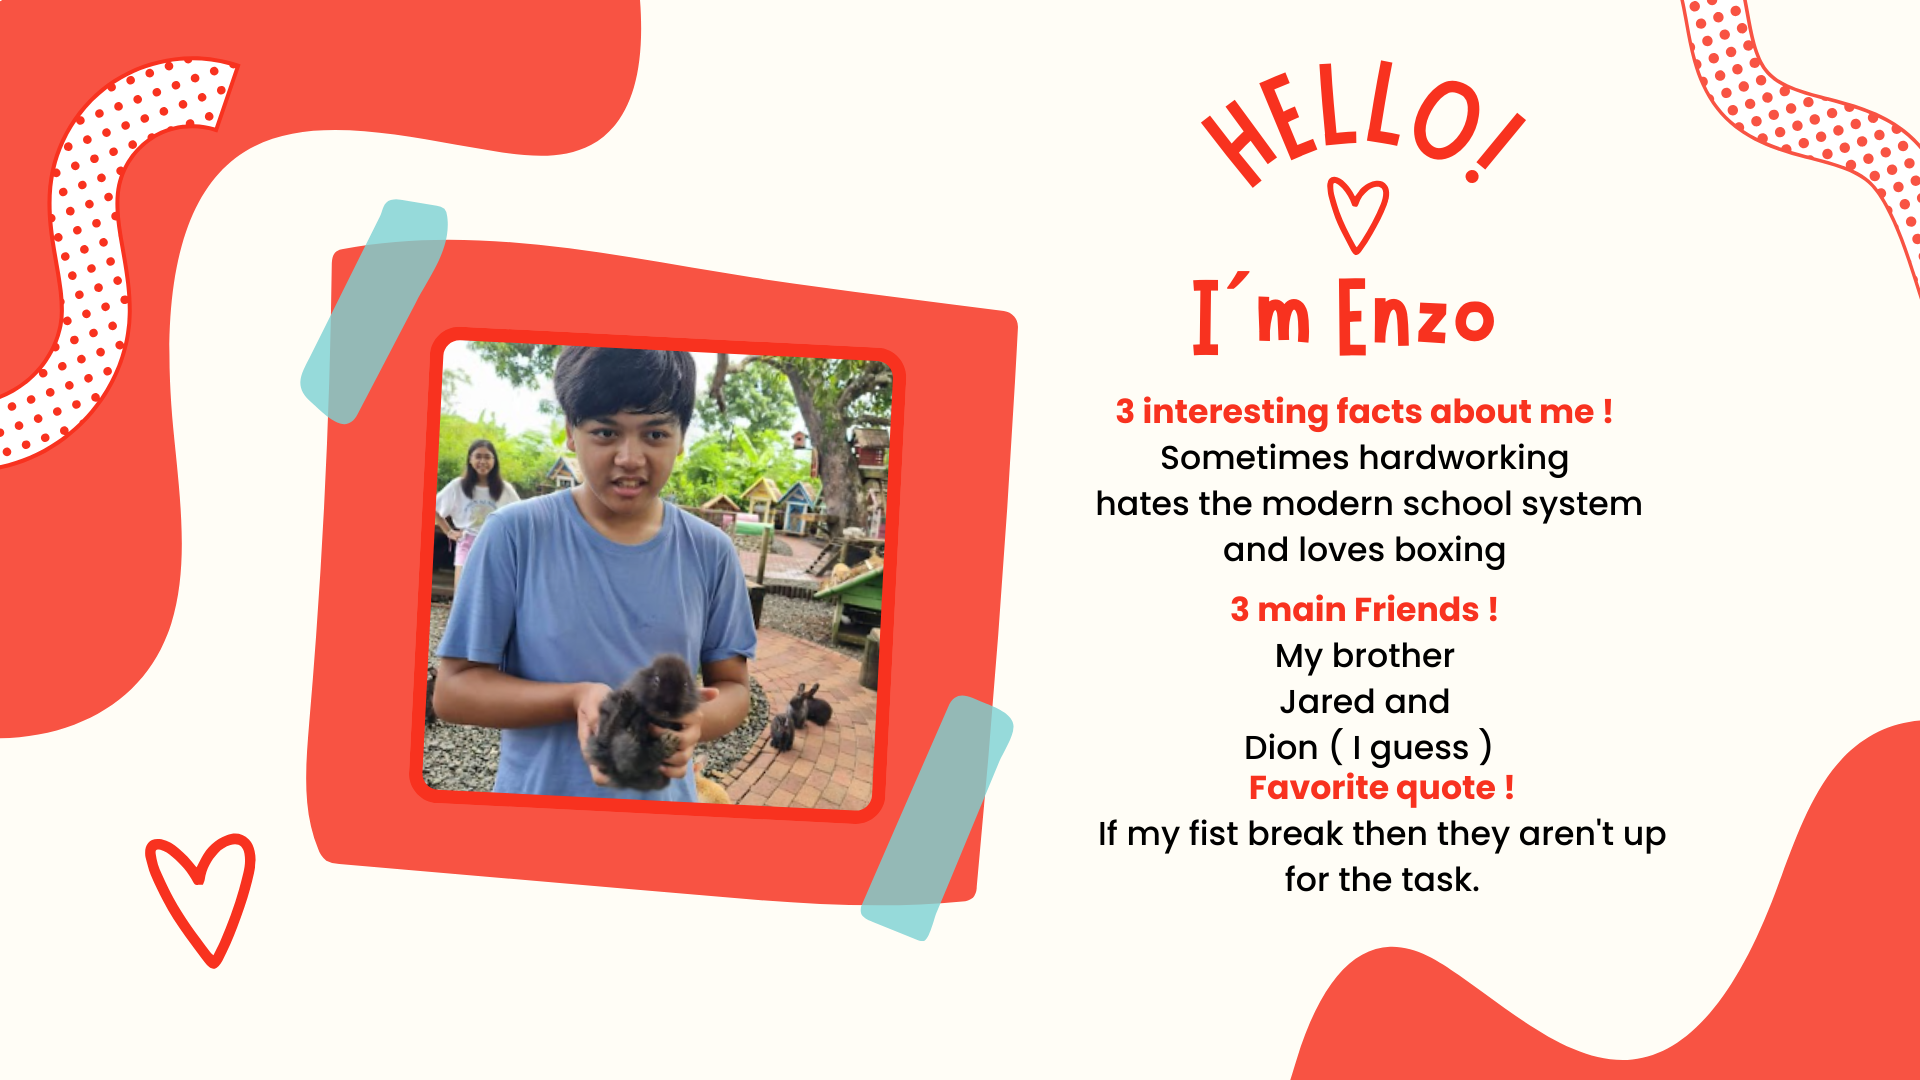 HELLO!
I´m Enzo
3 interesting facts about me !
Sometimes hardworking
hates the modern school system
and loves boxing
3 main Friends !
My brother
Jared and
Dion ( I guess )
Favorite quote !
If my fist break then they aren't up
for the task.